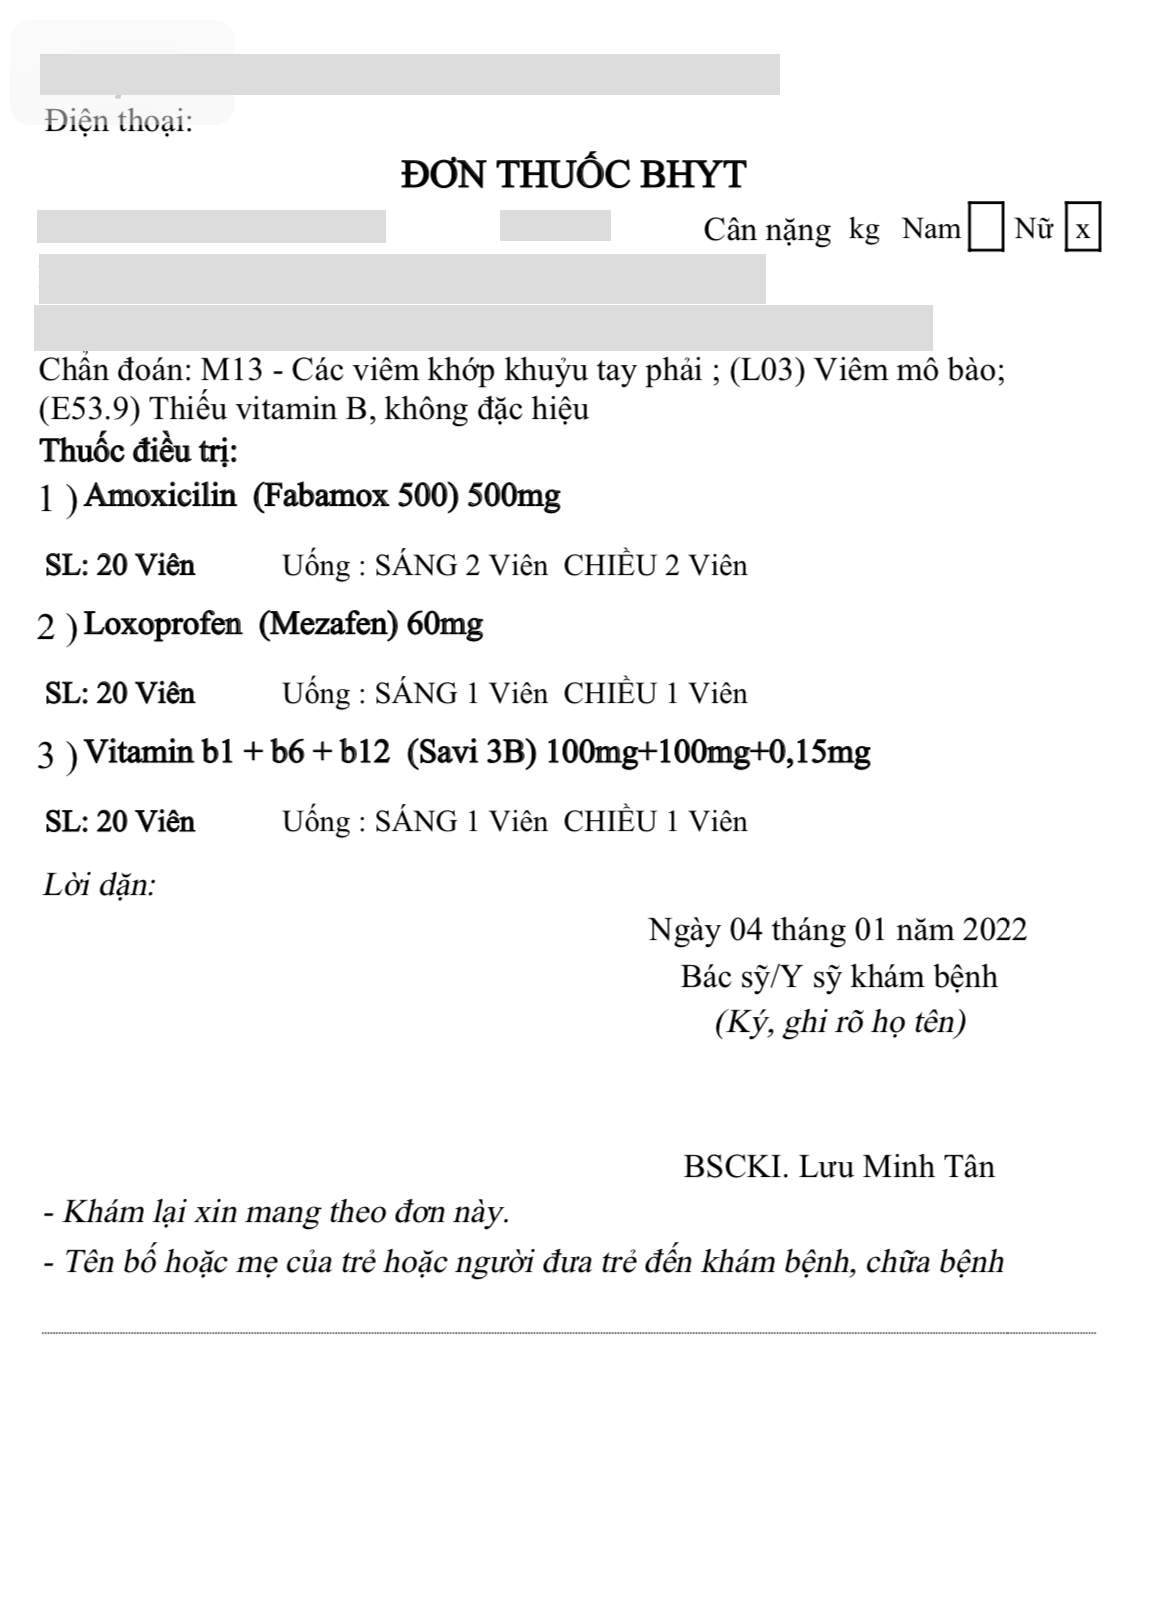 Điện thoại:
ĐƠN THUỐC BHYT
Cân nặng kg Nam Nữ x
Chẩn đoán: M13 - Các viêm khớp khuỷu tay phải ; (L03) Viêm mô bào;
(E53.9) Thiếu vitamin B, không đặc hiệu
Thuốc điều trị:
1 ) Amoxicilin (Fabamox 500) 500mg
SL: 20 Viên Uống : SÁNG 2 Viên CHIỀU 2 Viên
2 ) Loxoprofen (Mezafen) 60mg
SL: 20 Viên Uống : SÁNG 1 Viên CHIỀU 1 Viên
3 ) Vitamin b1 + b6 + b12 (Savi 3B) 100mg+100mg+0,15mg
SL: 20 Viên Uống : SÁNG 1 Viên CHIỀU 1 Viên
Lời dặn:
Ngày 04 tháng 01 năm 2022
Bác sỹ/Y sỹ khám bệnh
(Ký, ghi rõ họ tên)
BSCKI. Lưu Minh Tân
- Khám lại xin mang theo đơn này.
- Tên bố hoặc mẹ của trẻ hoặc người đưa trẻ đến khám bệnh, chữa bệnh